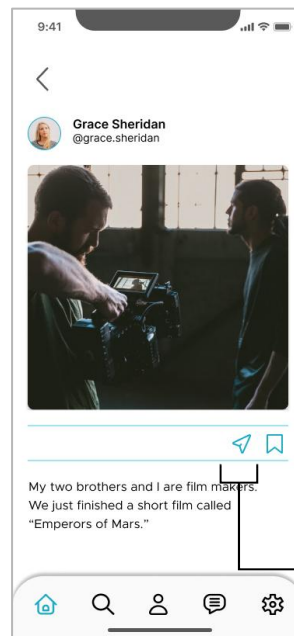 9:41
Grace Sheridan
@grace.sheridan
My two brothers and I are film makers.
We just finished a short film called
“Emperors of Mars.”